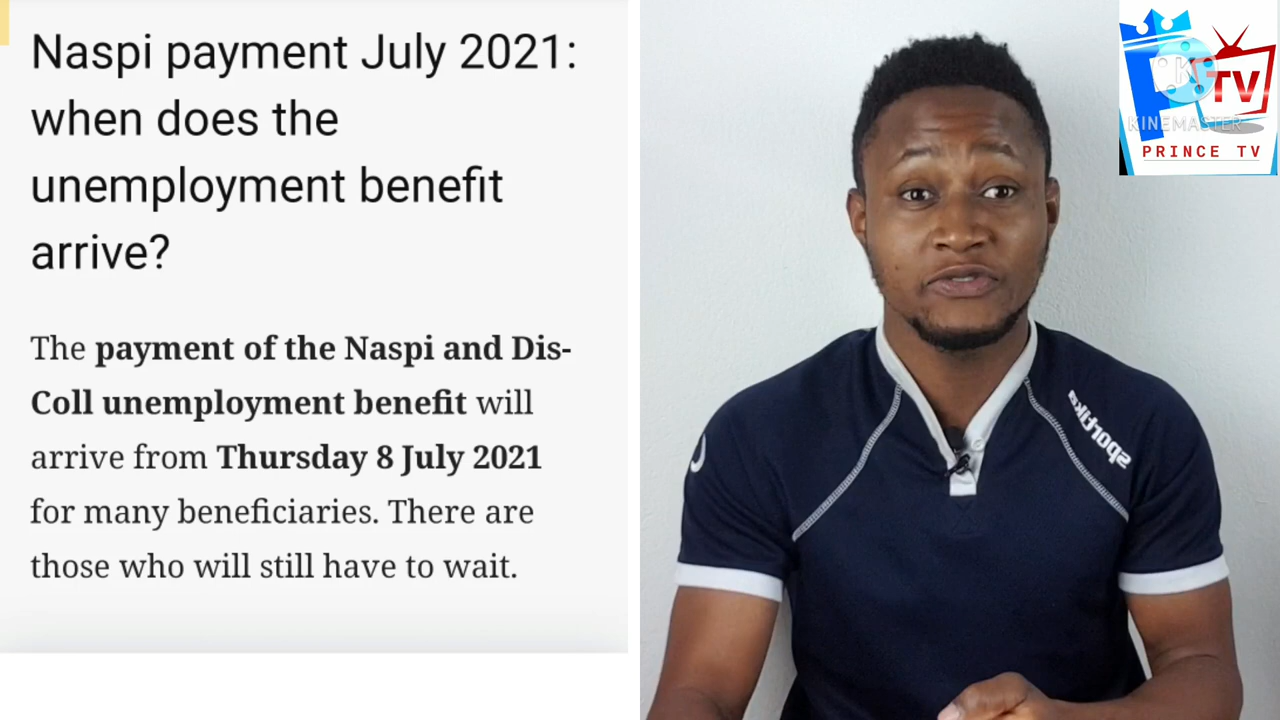 Naspi payment July 2021:
when does the
unemployment benefit
arrive?
The payment of the Naspi and Dis-
Coll unemployment benefit will
arrive from Thursday 8 July 2021
for many beneficiaries. There are
those who will still have to wait.
K
TV
KINEMASTER
PRINCE TV
sportika